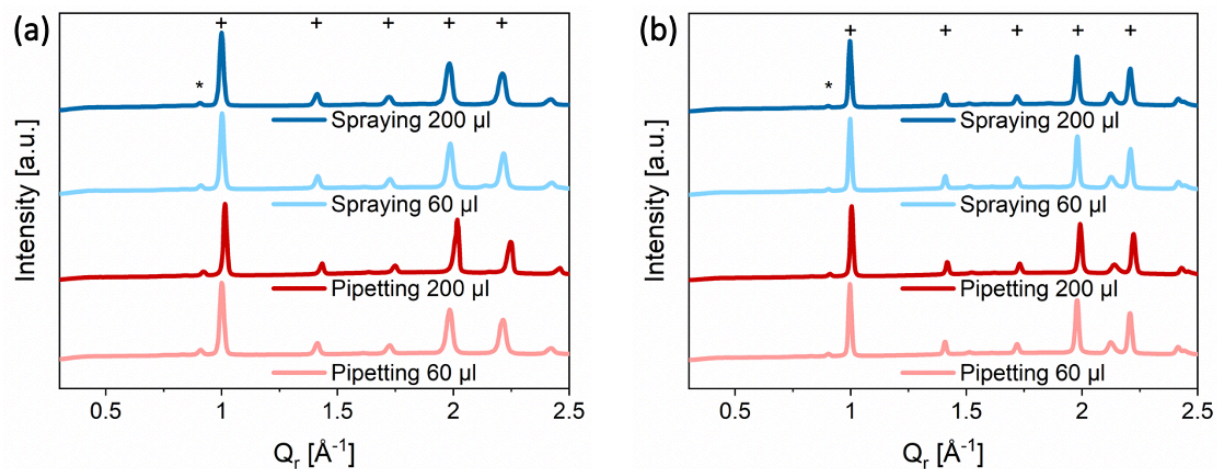 (a)
+ + + + +
*
Spraying 200 µl
Spraying 60 µl
Pipetting 200 µl
Pipetting 60 µl
Intensity [a.u.]
0.5 1 1.5 2 2.5
Qr [Å-1]
(b)
+ + + + +
*
Spraying 200 µl
Spraying 60 µl
Pipetting 200 µl
Pipetting 60 µl
Intensity [a.u.]
0.5 1 1.5 2 2.5
Qr [Å-1]